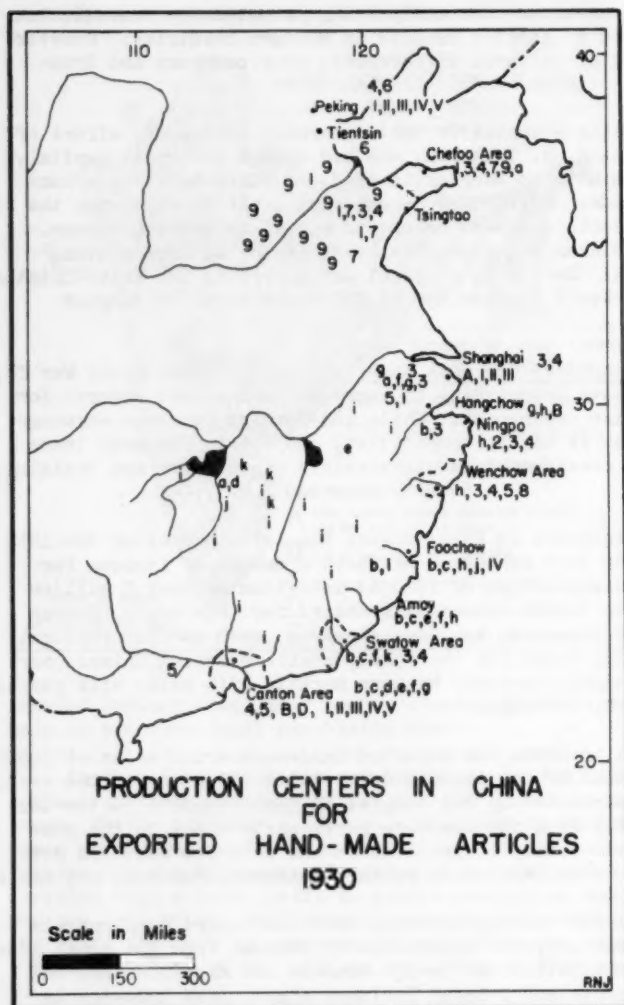 110
120
40
4,6
Peking I, II, III, IV, V
Tientsin
6
Chefoo Area
1,3,4,7,9,a
Tsingtao
9 i 9
9 9 1,7,3,4
9 9 9 1,7
9 9 9 7
Shanghai 3,4
A, I, II, III
g 3
a,f,g,3
5, i
30
Hangchow
g,h,B
i b,3
Ningpo
h,2,3,4
i
e
k
a,d
i
i
k
i
i
i
i
Wenchow Area
h,3,4,5,8
i
i
Foochow
b,c,h,j,IV
b,i
Amoy
b,c,e,f,h
Swatow Area
b,c,f,k, 3,4
i
i
i
5
Canton Area b,c,d,e,f,g
4,5, B,D, I,II,III,IV,V
20
PRODUCTION CENTERS IN CHINA
FOR
EXPORTED HAND-MADE ARTICLES
1930
Scale in Miles
0 150 300
RNJ